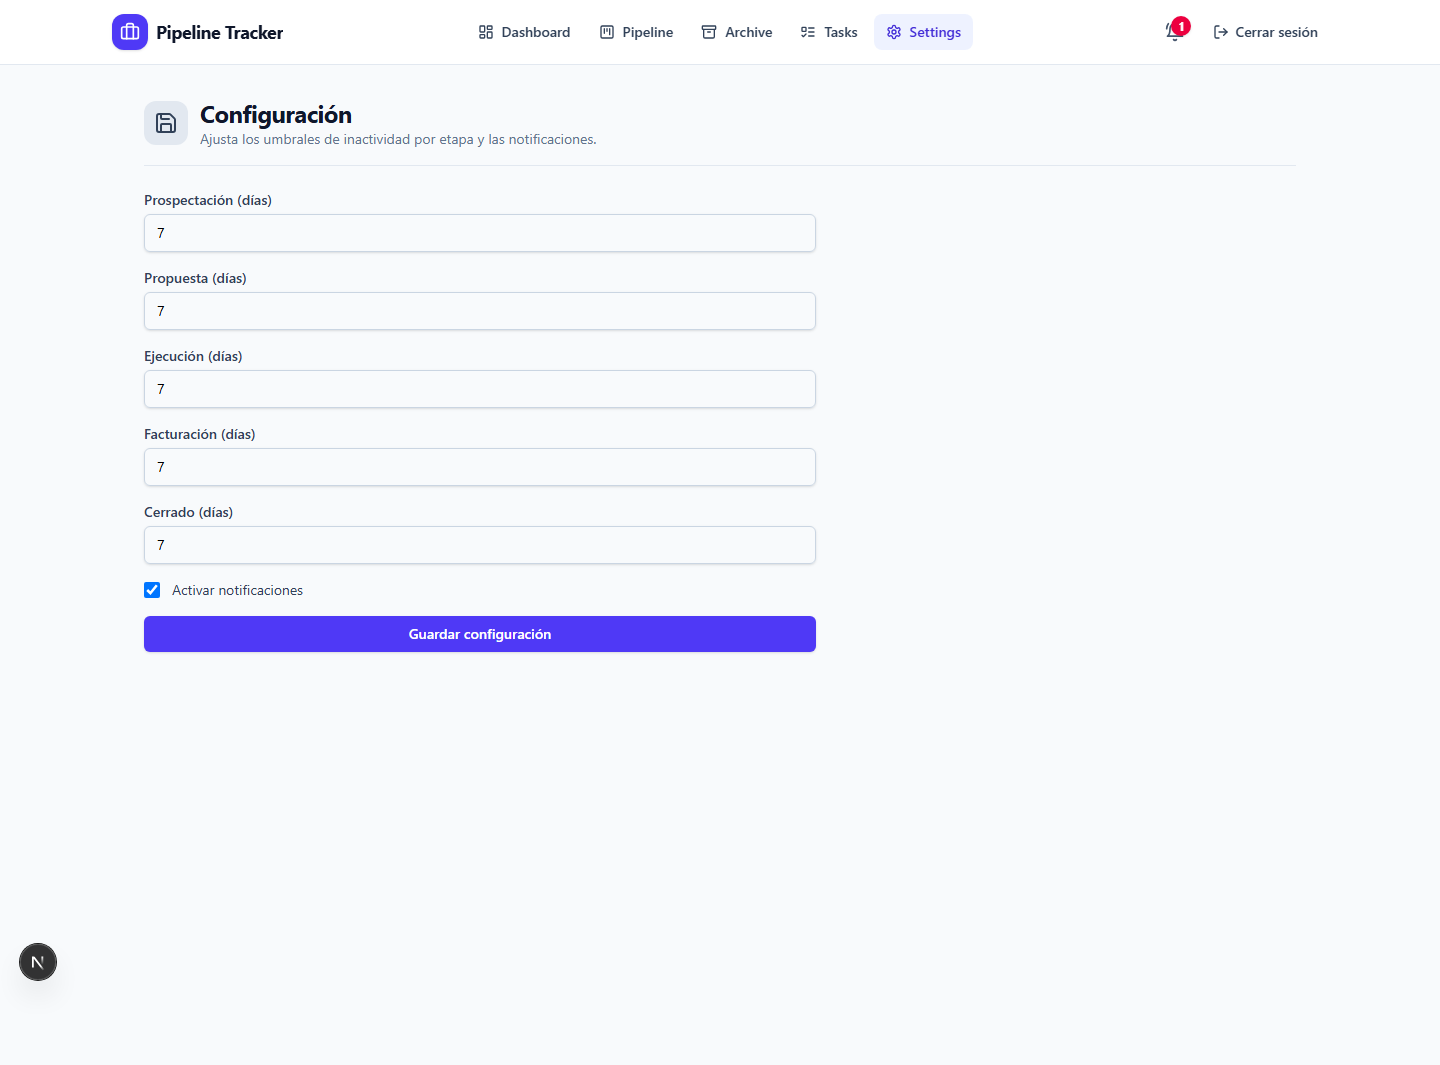 Pipeline Tracker
Dashboard
Pipeline
Archive
Tasks
Settings
1
Cerrar sesión
Configuración
Ajusta los umbrales de inactividad por etapa y las notificaciones.
Prospectación (días)
7
Propuesta (días)
7
Ejecución (días)
7
Facturación (días)
7
Cerrado (días)
7
Activar notificaciones
Guardar configuración
N